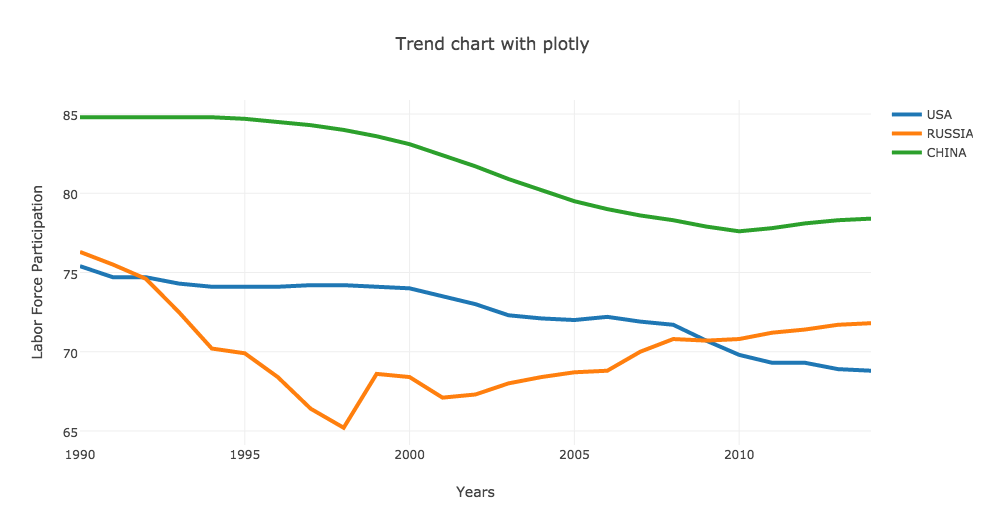 Trend chart with plotly
85
80
75
70
65
Labor Force Participation
1990
1995
2000
2005
2010
Years
USA
RUSSIA
CHINA